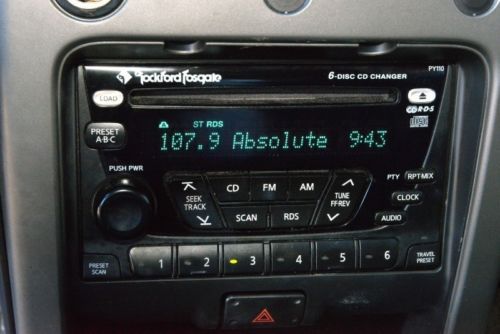 Rockford Fosgate
6-DISC CD CHANGER
PY110
LOAD
R·D·S
PRESET
A·B·C
ST RDS
107.9 Absolute 9:43
PUSH PWR
SEEK
TRACK
CD
FM
AM
SCAN
RDS
TUNE
FF·REV
PTY
RPT-MIX
CLOCK
AUDIO
PRESET
SCAN
1
2
3
4
5
6
TRAVEL
PRESET